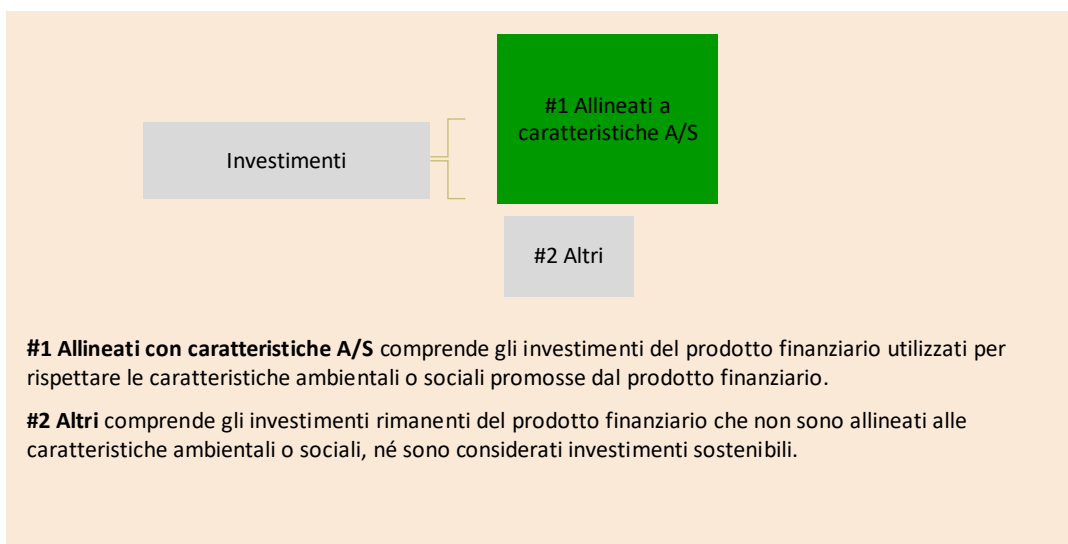 #1 Allineati a
caratteristiche A/S
Investimenti
#2 Altri
#1 Allineati con caratteristiche A/S comprende gli investimenti del prodotto finanziario utilizzati per
rispettare le caratteristiche ambientali o sociali promosse dal prodotto finanziario.
#2 Altri comprende gli investimenti rimanenti del prodotto finanziario che non sono allineati alle
caratteristiche ambientali o sociali, né sono considerati investimenti sostenibili.